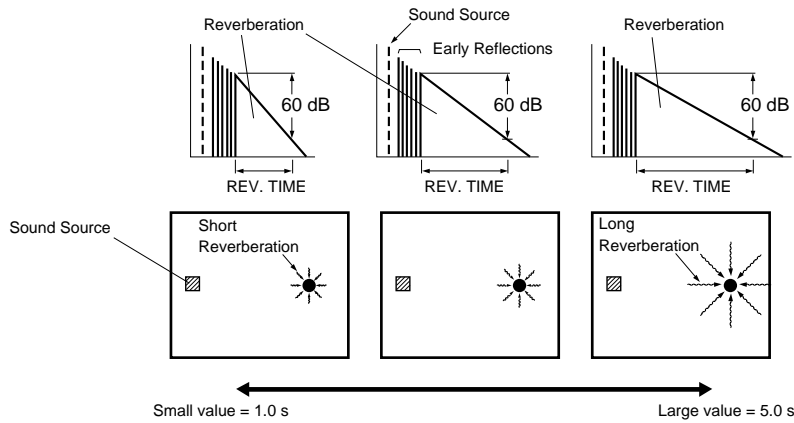 Sound Source
Reverberation
Early Reflections
Reverberation
60 dB
60 dB
60 dB
REV. TIME
REV. TIME
REV. TIME
Sound Source
Short
Reverberation
Long
Reverberation
Small value = 1.0 s
Large value = 5.0 s